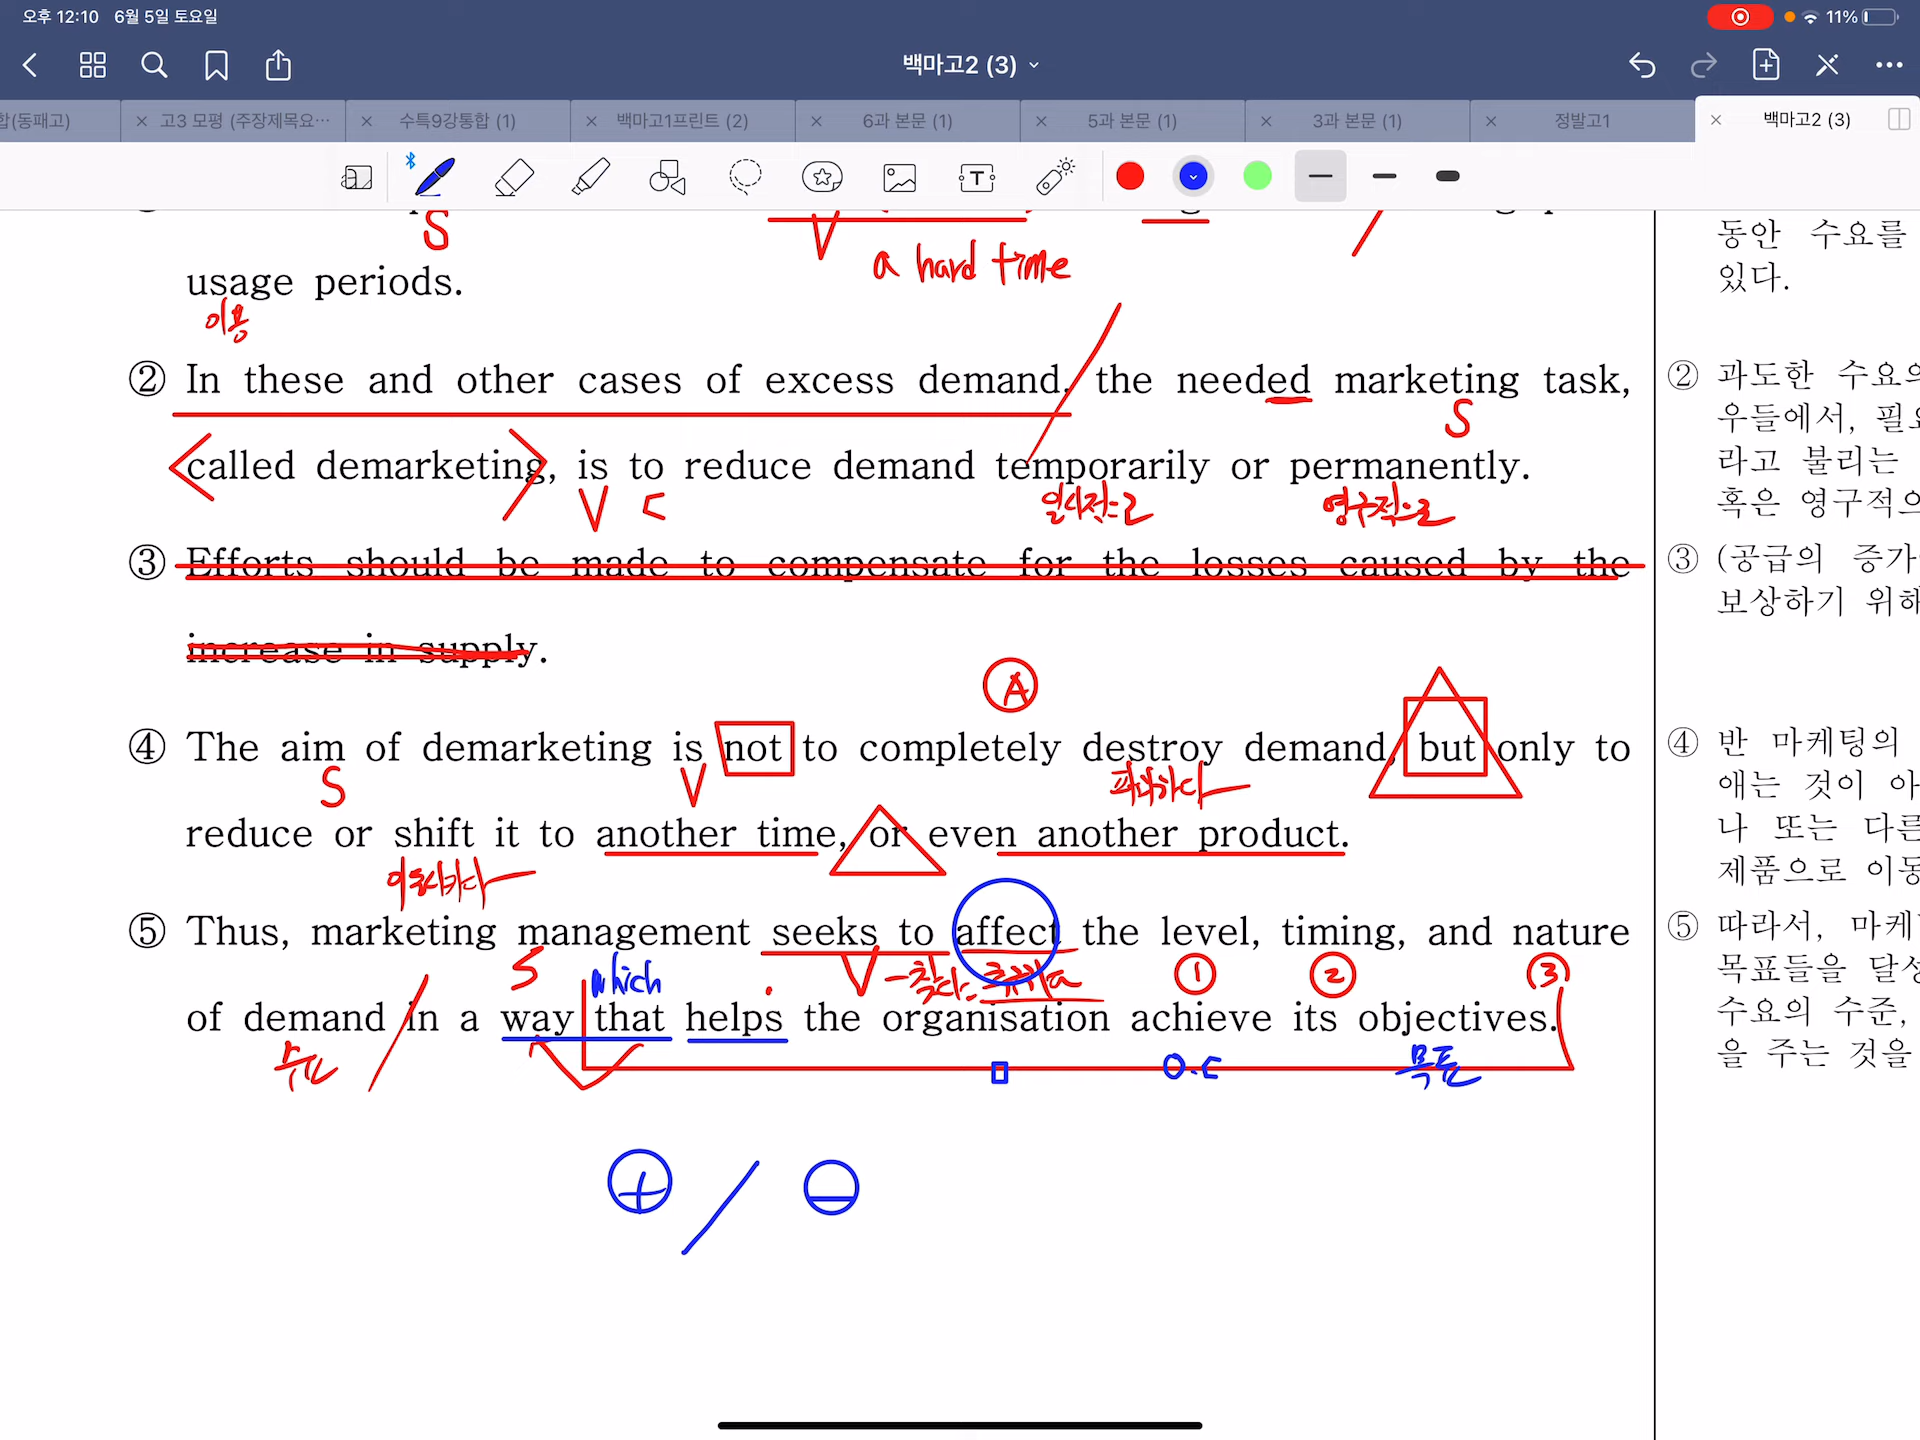 오후 12:10 6월 5일 토요일
11%
백마고2 (3)
합(동패고)
고3 모평 (주장제목요…
수특9강통합 (1)
백마고1프린트 (2)
6과 본문 (1)
5과 본문 (1)
3과 본문 (1)
정발고1
백마고2 (3)
S V
a hard time
usage periods.
이용
② In these and other cases of excess demand, the needed marketing task,
S
called demarketing, is to reduce demand temporarily or permanently.
V C 일시적으로 영구적으로
③ Efforts should be made to compensate for the losses caused by the
increase in supply.
A
④ The aim of demarketing is not to completely destroy demand, but only to
S V 파괴하다
reduce or shift it to another time, or even another product.
이동시키다
⑤ Thus, marketing management seeks to affect the level, timing, and nature
S which V ① ② ③
of demand in a way that helps the organisation achieve its objectives.
수요 O.C 목표
+ / −
동안 수요를
있다.
② 과도한 수요의
우들에서, 필요
라고 불리는
혹은 영구적으
③ (공급의 증가
보상하기 위해
④ 반 마케팅의
애는 것이 아
나 또는 다른
제품으로 이동
⑤ 따라서, 마케
목표들을 달성
수요의 수준,
을 주는 것을